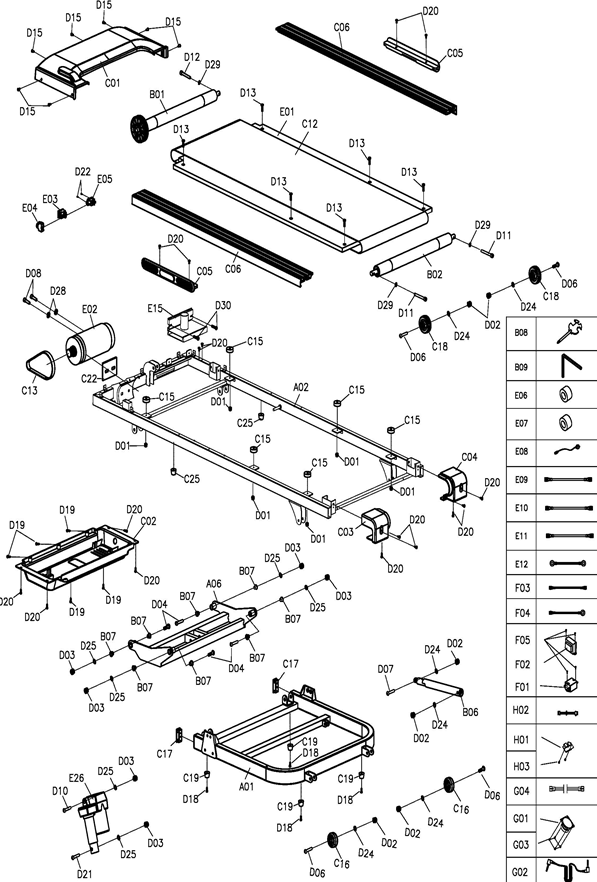 D15
D15
D15
D15
D15
C01
D15
D12
D29
B01
C06
D20
C05
D13
E01
C12
D13
D13
D13
D13
D13
D22
E05
E03
E04
D20
C05
C06
D29
D11
B02
D29
D11
D06
C18
D24
D02
C18
D24
D06
D08
D28
E02
E15
D30
D20
C15
C13
C22
C15
D01
A02
C15
C15
C25
D01
D01
C15
C15
C04
D01
C25
D01
D01
C03
D20
D20
D20
D20
D19
D19
D20
C02
D20
D20
D20
D19
D19
A06
B07
D25
D03
D04
B07
B07
B07
D25
D03
B07
B07
D25
D03
D04
B07
B07
D25
D03
B07
C17
C17
D07
D24
D02
B06
D24
D02
C19
D18
C19
A01
C19
C19
D18
D18
D18
D03
D25
E26
D10
D03
D25
D21
C16
D06
D24
D02
D02
D24
C16
D06
B08
B09
E06
E07
E08
E09
E10
E11
E12
F03
F04
F05
F02
F01
H02
H01
H03
G04
G01
G03
G02